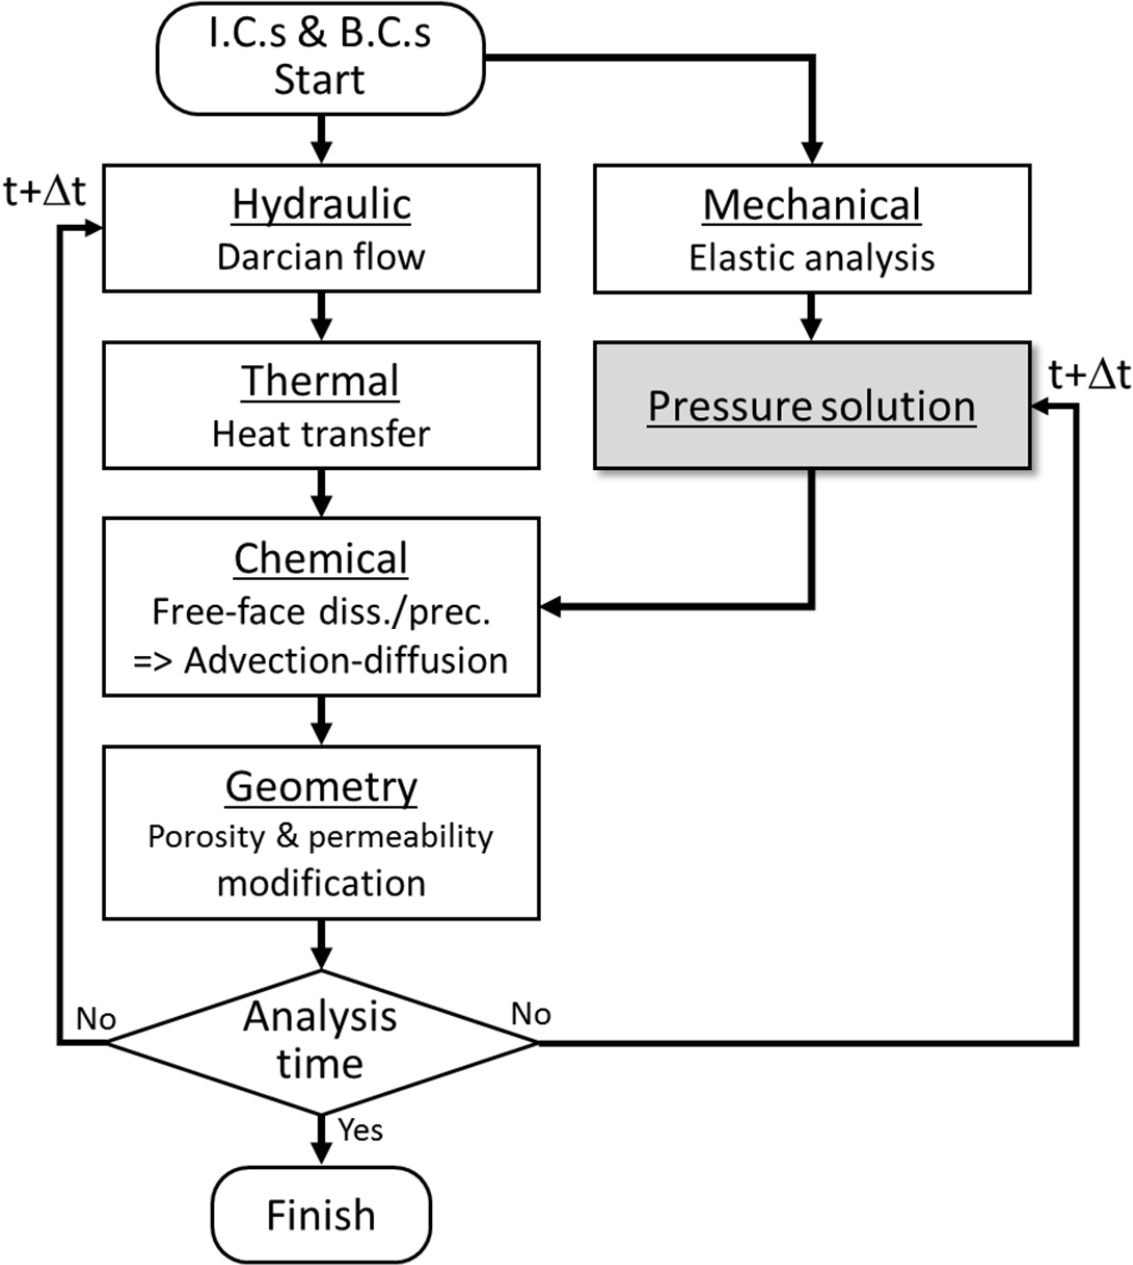 I.C.s & B.C.s
Start
t+Δt
Hydraulic
Darcian flow
Mechanical
Elastic analysis
Thermal
Heat transfer
Pressure solution
t+Δt
Chemical
Free-face diss./prec.
=> Advection-diffusion
Geometry
Porosity & permeability
modification
No
Analysis
time
No
Yes
Finish